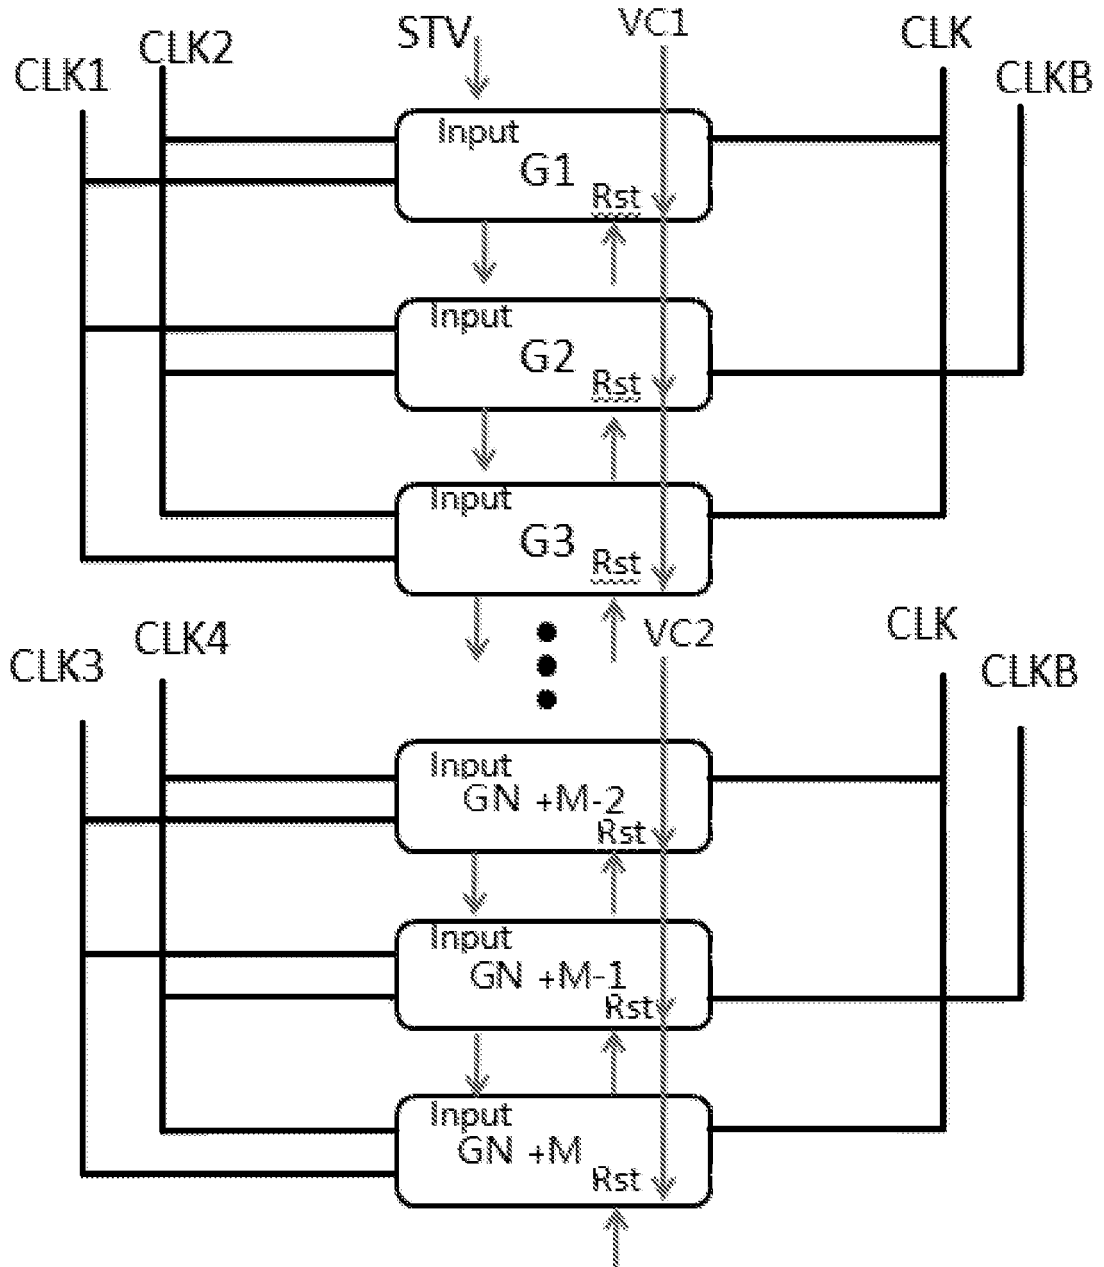 STV VC1 CLK
CLK2
CLK1 CLKB
Input
G1
Rst
Input
G2
Rst
Input
G3
Rst
CLK4 VC2 CLK
CLK3 CLKB
Input
GN +M-2
Rst
Input
GN +M-1
Rst
Input
GN +M
Rst